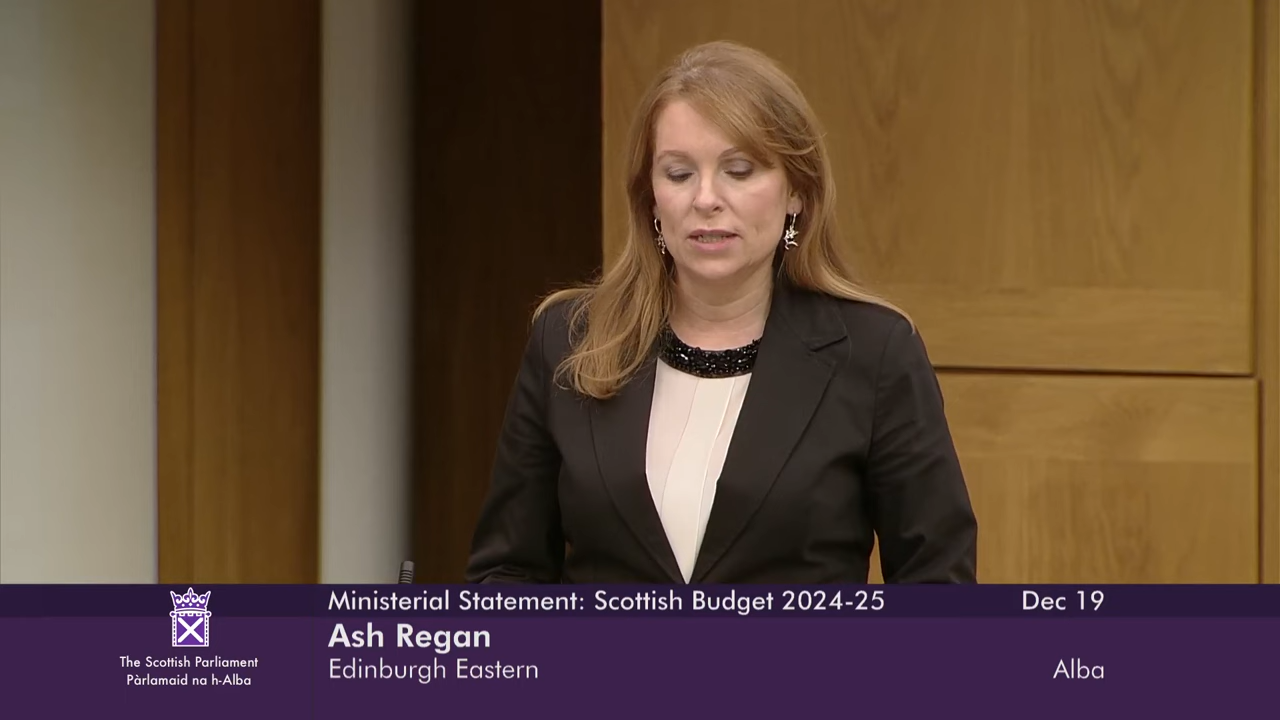 Ministerial Statement: Scottish Budget 2024-25 Dec 19
Ash Regan
Edinburgh Eastern Alba
The Scottish Parliament
Pàrlamaid na h-Alba